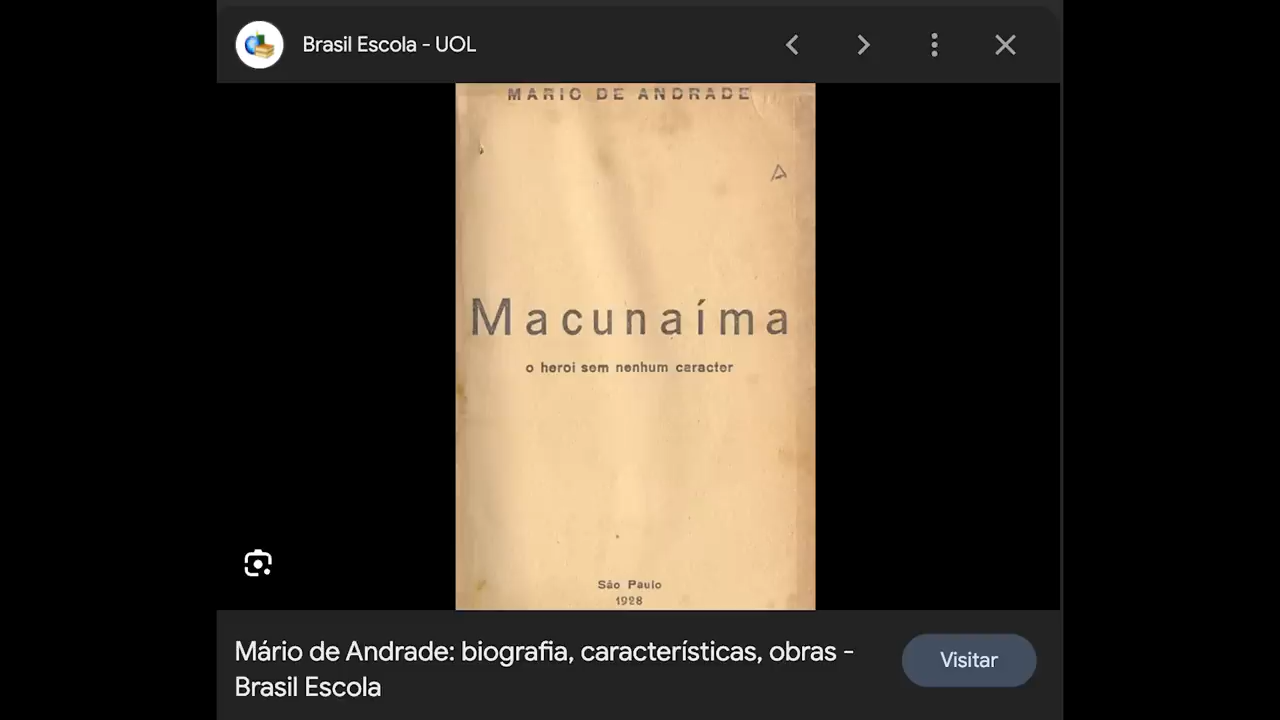 Brasil Escola - UOL
MARIO DE ANDRADE
Macunaíma
o heroi sem nenhum caracter
São Paulo
1928
Mário de Andrade: biografia, características, obras -
Brasil Escola
Visitar